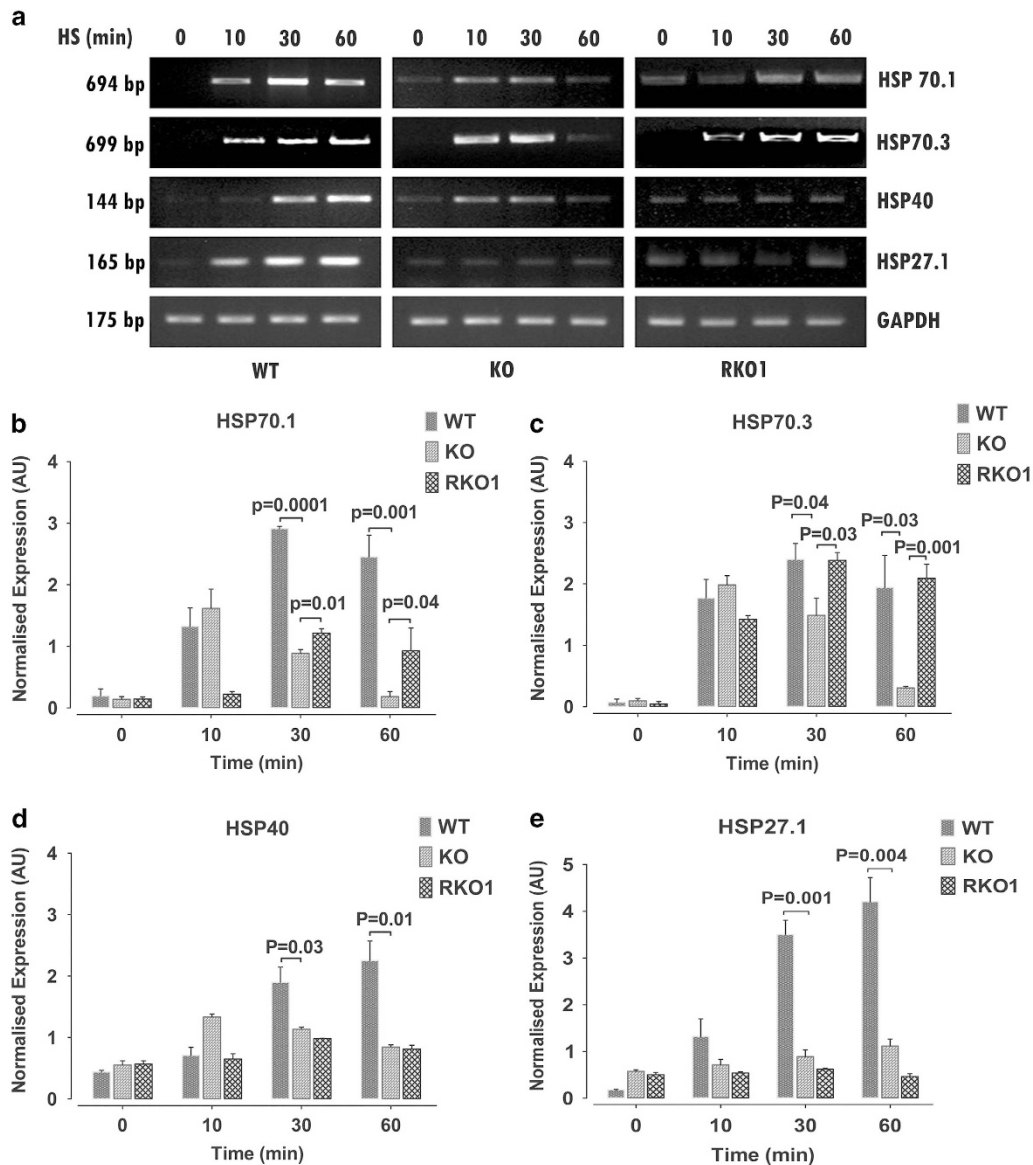 a
HS (min) 0 10 30 60 0 10 30 60 0 10 30 60
694 bp HSP 70.1
699 bp HSP70.3
144 bp HSP40
165 bp HSP27.1
175 bp GAPDH
WT KO RKO1
b
HSP70.1
WT
KO
RKO1
Normalised Expression (AU)
4
3
2
1
0
p=0.0001
p=0.001
p=0.01
p=0.04
0 10 30 60
Time (min)
c
HSP70.3
WT
KO
RKO1
Normalised Expression (AU)
4
3
2
1
0
P=0.04
P=0.03
P=0.03
P=0.001
0 10 30 60
Time (min)
d
HSP40
WT
KO
RKO1
Normalised Expression (AU)
4
3
2
1
0
P=0.03
P=0.01
0 10 30 60
Time (min)
e
HSP27.1
WT
KO
RKO1
Normalised Expression (AU)
5
4
3
2
1
0
P=0.001
P=0.004
0 10 30 60
Time (min)